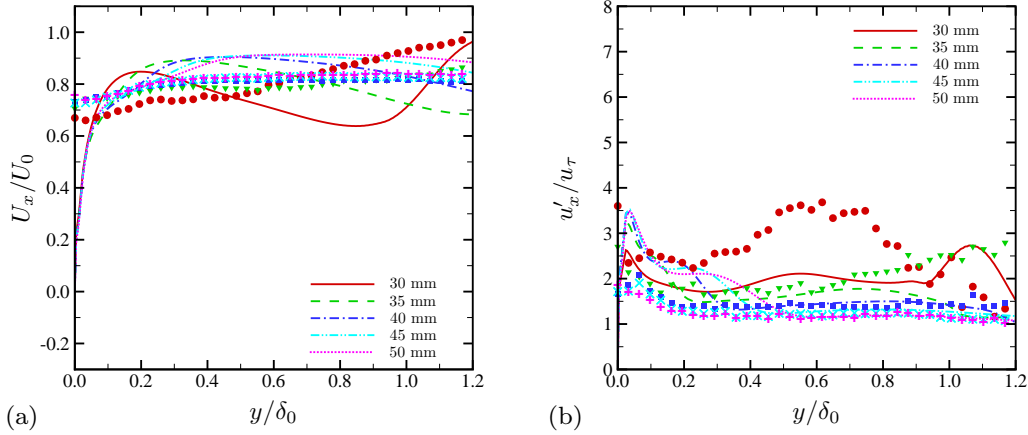 1.0
0.8
0.6
0.4
0.2
0.0
-0.2
U_x/U_0
30 mm
35 mm
40 mm
45 mm
50 mm
0.0 0.2 0.4 0.6 0.8 1.0 1.2
y/δ_0
(a)
8
7
6
5
4
3
2
1
0
u'_x/u_τ
30 mm
35 mm
40 mm
45 mm
50 mm
0.0 0.2 0.4 0.6 0.8 1.0 1.2
y/δ_0
(b)